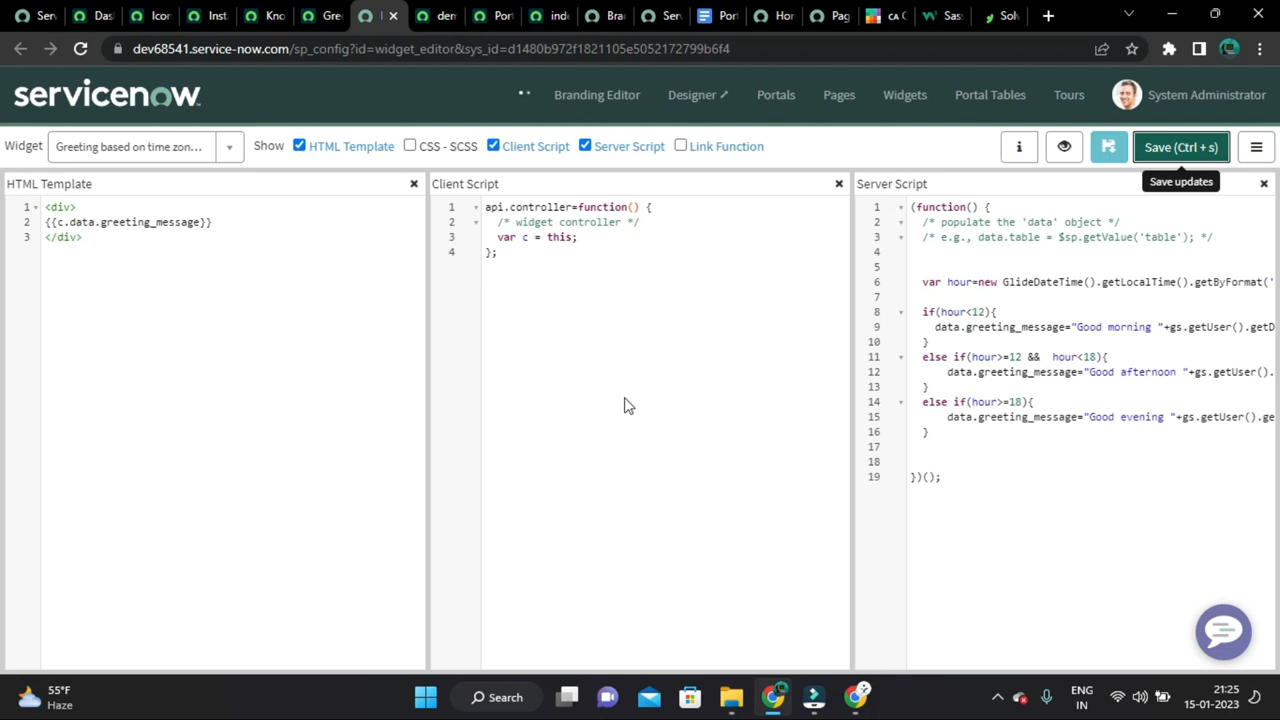 Ser
Das
Ico
Inst
Kno
Gre
I
dem
Por
ind
Bra
Ser
Por
Hor
Pag
CA C
Sas
Sol
dev68541.service-now.com/sp_config?id=widget_editor&sys_id=d1480b972f1821105e5052172799b6f4
servicenow
Branding Editor
Designer
Portals
Pages
Widgets
Portal Tables
Tours
System Administrator
Widget
Greeting based on time zon...
Show
HTML Template
CSS - SCSS
Client Script
Server Script
Link Function
Save (Ctrl + s)
Save updates
HTML Template
1 <div>
2 {{c.data.greeting_message}}
3 </div>
Client Script
1 api.controller=function() {
2 /* widget controller */
3 var c = this;
4 };
Server Script
1 (function() {
2 /* populate the 'data' object */
3 /* e.g., data.table = $sp.getValue('table'); */
4
5
6 var hour=new GlideDateTime().getLocalTime().getByFormat('
7
8 if(hour<12){
9 data.greeting_message="Good morning "+gs.getUser().getD
10 }
11 else if(hour>=12 && hour<18){
12 data.greeting_message="Good afternoon "+gs.getUser().
13 }
14 else if(hour>=18){
15 data.greeting_message="Good evening "+gs.getUser().ge
16 }
17
18
19 })();
55°F
Haze
Search
ENG
IN
21:25
15-01-2023